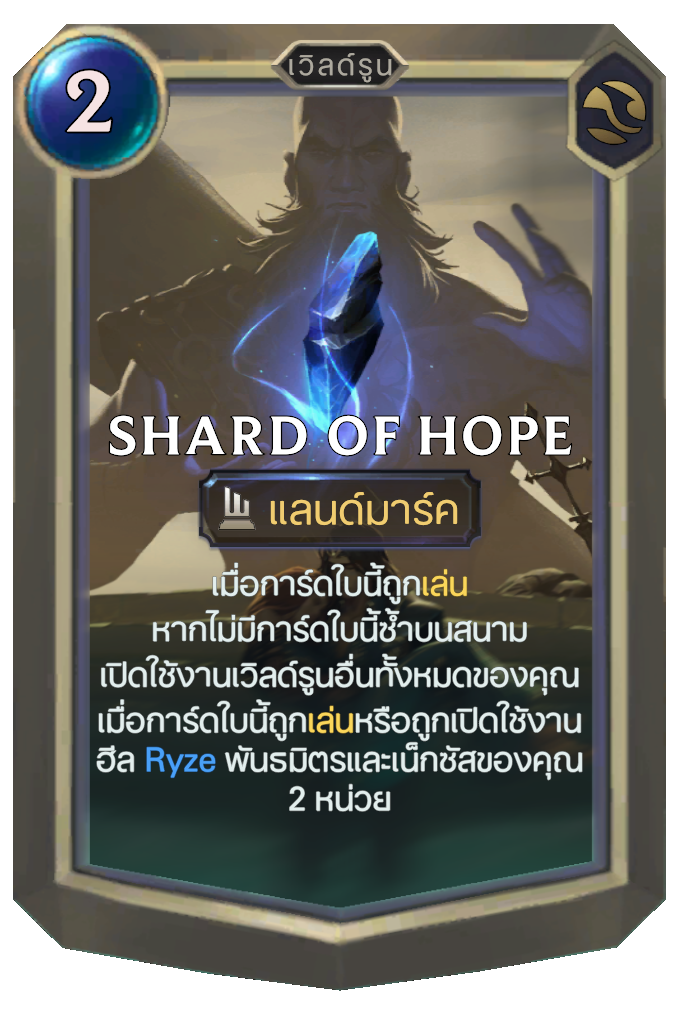 2
เวิลด์รูน
SHARD OF HOPE
แลนด์มาร์ค
เมื่อการ์ดใบนี้ถูกเล่น
หากไม่มีการ์ดใบนี้ซ้ำบนสนาม
เปิดใช้งานเวิลด์รูนอื่นทั้งหมดของคุณ
เมื่อการ์ดใบนี้ถูกเล่นหรือถูกเปิดใช้งาน
ฮีล Ryze พันธมิตรและเน็กซัสของคุณ
2 หน่วย